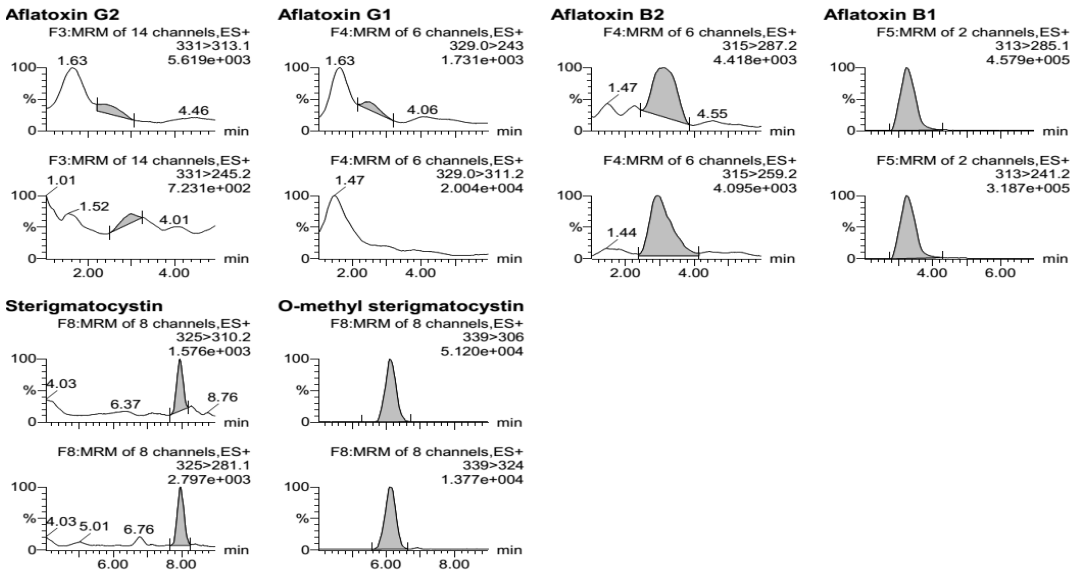 Aflatoxin G2
F3:MRM of 14 channels,ES+
331>313.1
5.619e+003
100
%
0
1.63
4.46
min
F3:MRM of 14 channels,ES+
331>245.2
7.231e+002
100
%
0
1.01
1.52
4.01
min
2.00
4.00
Aflatoxin G1
F4:MRM of 6 channels,ES+
329.0>243
1.731e+003
100
%
0
1.63
4.06
min
F4:MRM of 6 channels,ES+
329.0>311.2
2.004e+004
100
%
0
1.47
min
2.00
4.00
Aflatoxin B2
F4:MRM of 6 channels,ES+
315>287.2
4.418e+003
100
%
0
1.47
4.55
min
F4:MRM of 6 channels,ES+
315>259.2
4.095e+003
100
%
0
1.44
min
2.00
4.00
Aflatoxin B1
F5:MRM of 2 channels,ES+
313>285.1
4.579e+005
100
%
0
min
F5:MRM of 2 channels,ES+
313>241.2
3.187e+005
100
%
0
min
4.00
6.00
Sterigmatocystin
F8:MRM of 8 channels,ES+
325>310.2
1.576e+003
100
%
0
4.03
6.37
8.76
min
F8:MRM of 8 channels,ES+
325>281.1
2.797e+003
100
%
0
4.03
5.01
6.76
min
6.00
8.00
O-methyl sterigmatocystin
F8:MRM of 8 channels,ES+
339>306
5.120e+004
100
%
0
min
F8:MRM of 8 channels,ES+
339>324
1.377e+004
100
%
0
min
6.00
8.00